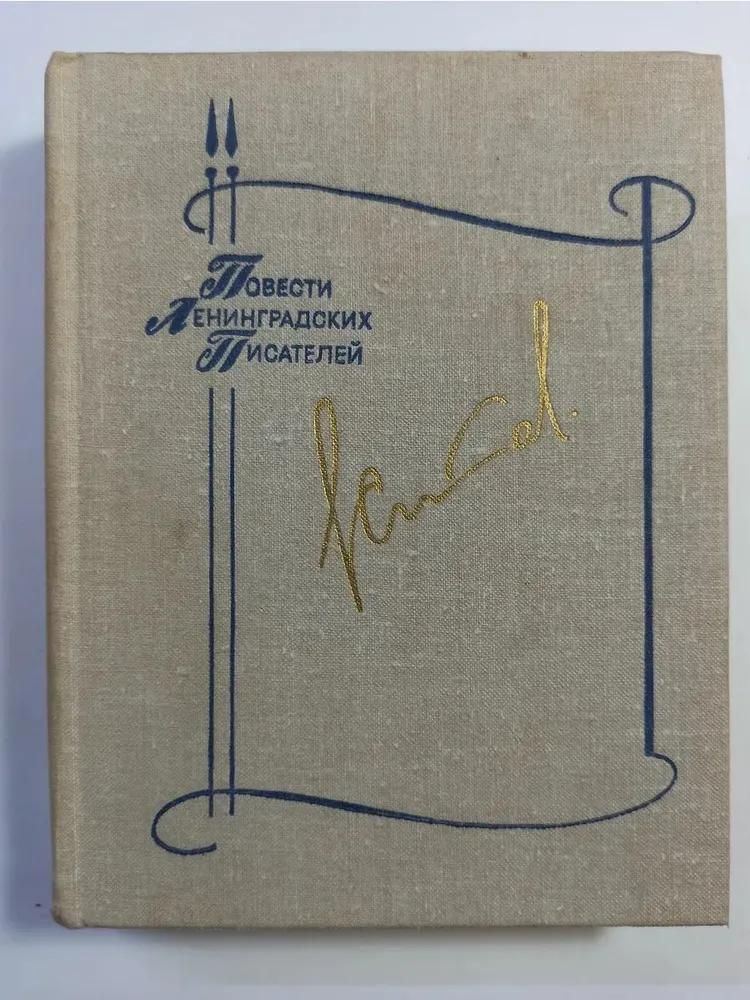 Повести
Ленинградских
Писателей